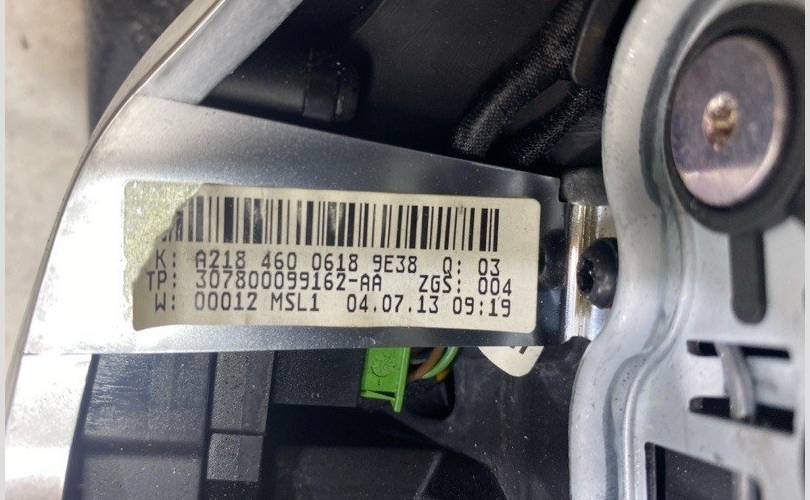 K: A218 460 0618 9E38 Q: 03
TP: 307800099162-AA ZGS: 004
W: 00012 MSL1 04.07.13 09:19